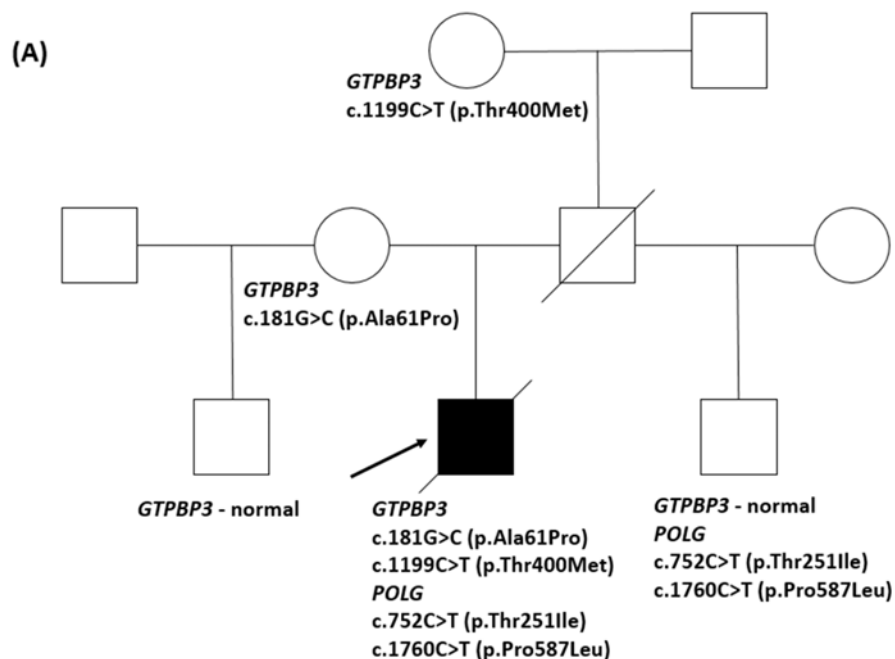 (A)
GTPBP3
c.1199C>T (p.Thr400Met)
GTPBP3
c.181G>C (p.Ala61Pro)
GTPBP3 - normal
GTPBP3
c.181G>C (p.Ala61Pro)
c.1199C>T (p.Thr400Met)
POLG
c.752C>T (p.Thr251Ile)
c.1760C>T (p.Pro587Leu)
GTPBP3 - normal
POLG
c.752C>T (p.Thr251Ile)
c.1760C>T (p.Pro587Leu)